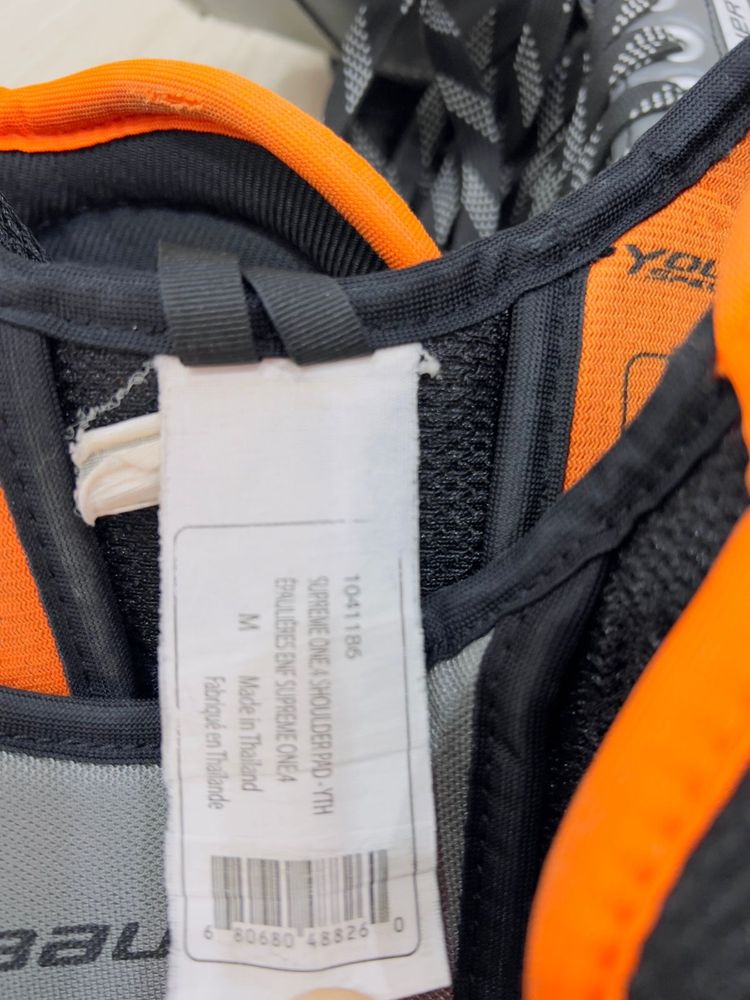 1041186
SUPREME ONE.4 SHOULDER PAD - YTH
ÉPAULIÈRES ENF SUPREME ONE.4
M
Made in Thailand
Fabriqué en Thaïlande
6 80680 48826 0